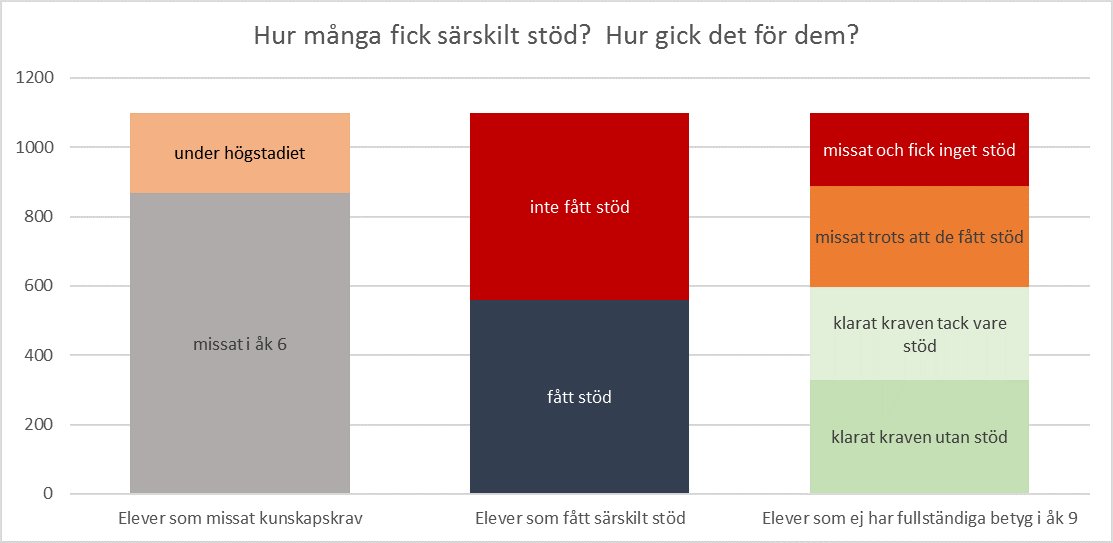 Hur många fick särskilt stöd?  Hur gick det för dem?
1200
1000
800
600
400
200
0
under högstadiet
missat i åk 6
inte fått stöd
fått stöd
missat och fick inget stöd
missat trots att de fått stöd
klarat kraven tack vare
stöd
klarat kraven utan stöd
Elever som missat kunskapskrav
Elever som fått särskilt stöd
Elever som ej har fullständiga betyg i åk 9